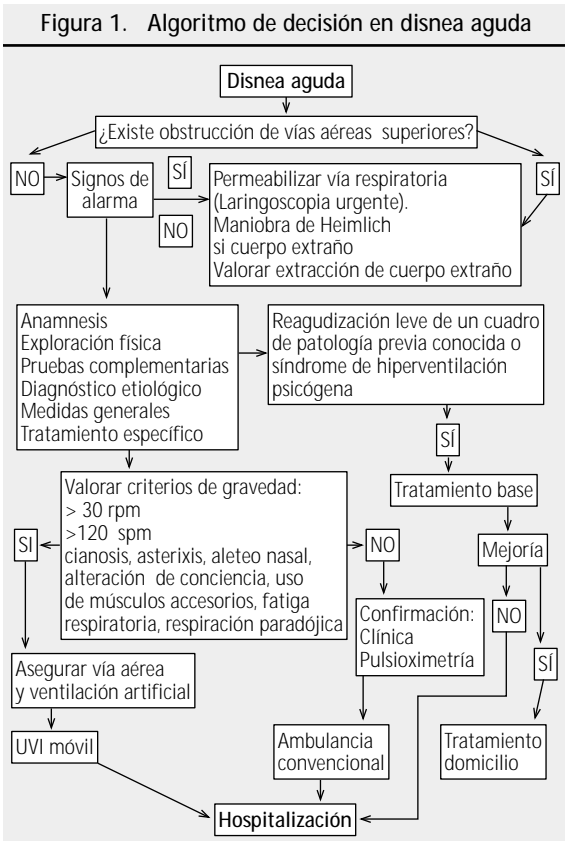 Figura 1. Algoritmo de decisión en disnea aguda
Disnea aguda
¿Existe obstrucción de vías aéreas superiores?
NO
Signos de
alarma
SÍ
NO
Permeabilizar vía respiratoria
(Laringoscopia urgente).
Maniobra de Heimlich
si cuerpo extraño
Valorar extracción de cuerpo extraño
SÍ
Anamnesis
Exploración física
Pruebas complementarias
Diagnóstico etiológico
Medidas generales
Tratamiento específico
Reagudización leve de un cuadro
de patología previa conocida o
síndrome de hiperventilación
psicógena
SÍ
Tratamiento base
Mejoría
NO
SÍ
Valorar criterios de gravedad:
> 30 rpm
>120 spm
cianosis, asterixis, aleteo nasal,
alteración de conciencia, uso
de músculos accesorios, fatiga
respiratoria, respiración paradójica
SI
NO
Confirmación:
Clínica
Pulsioximetría
Asegurar vía aérea
y ventilación artificial
UVI móvil
Ambulancia
convencional
Tratamiento
domicilio
Hospitalización